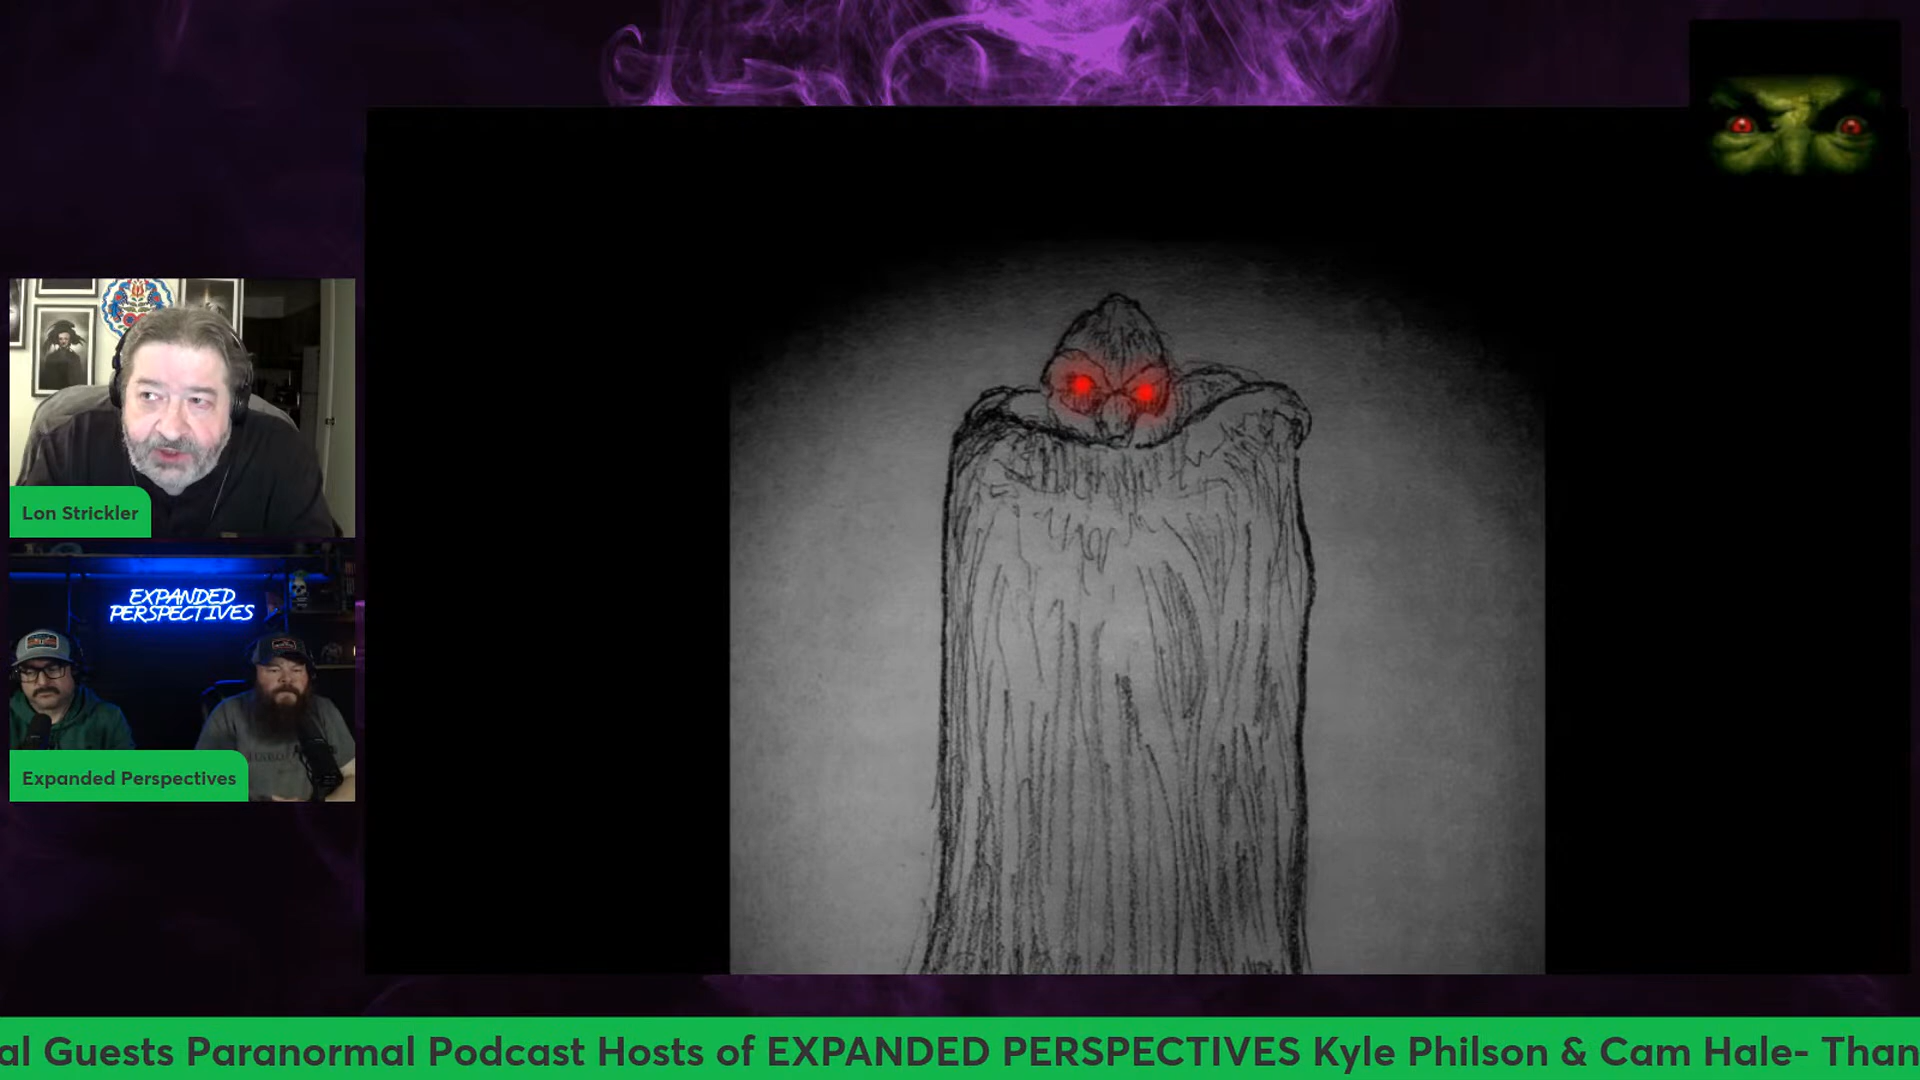 Lon Strickler
EXPANDED
PERSPECTIVES
Expanded Perspectives
al Guests Paranormal Podcast Hosts of EXPANDED PERSPECTIVES Kyle Philson & Cam Hale- Than